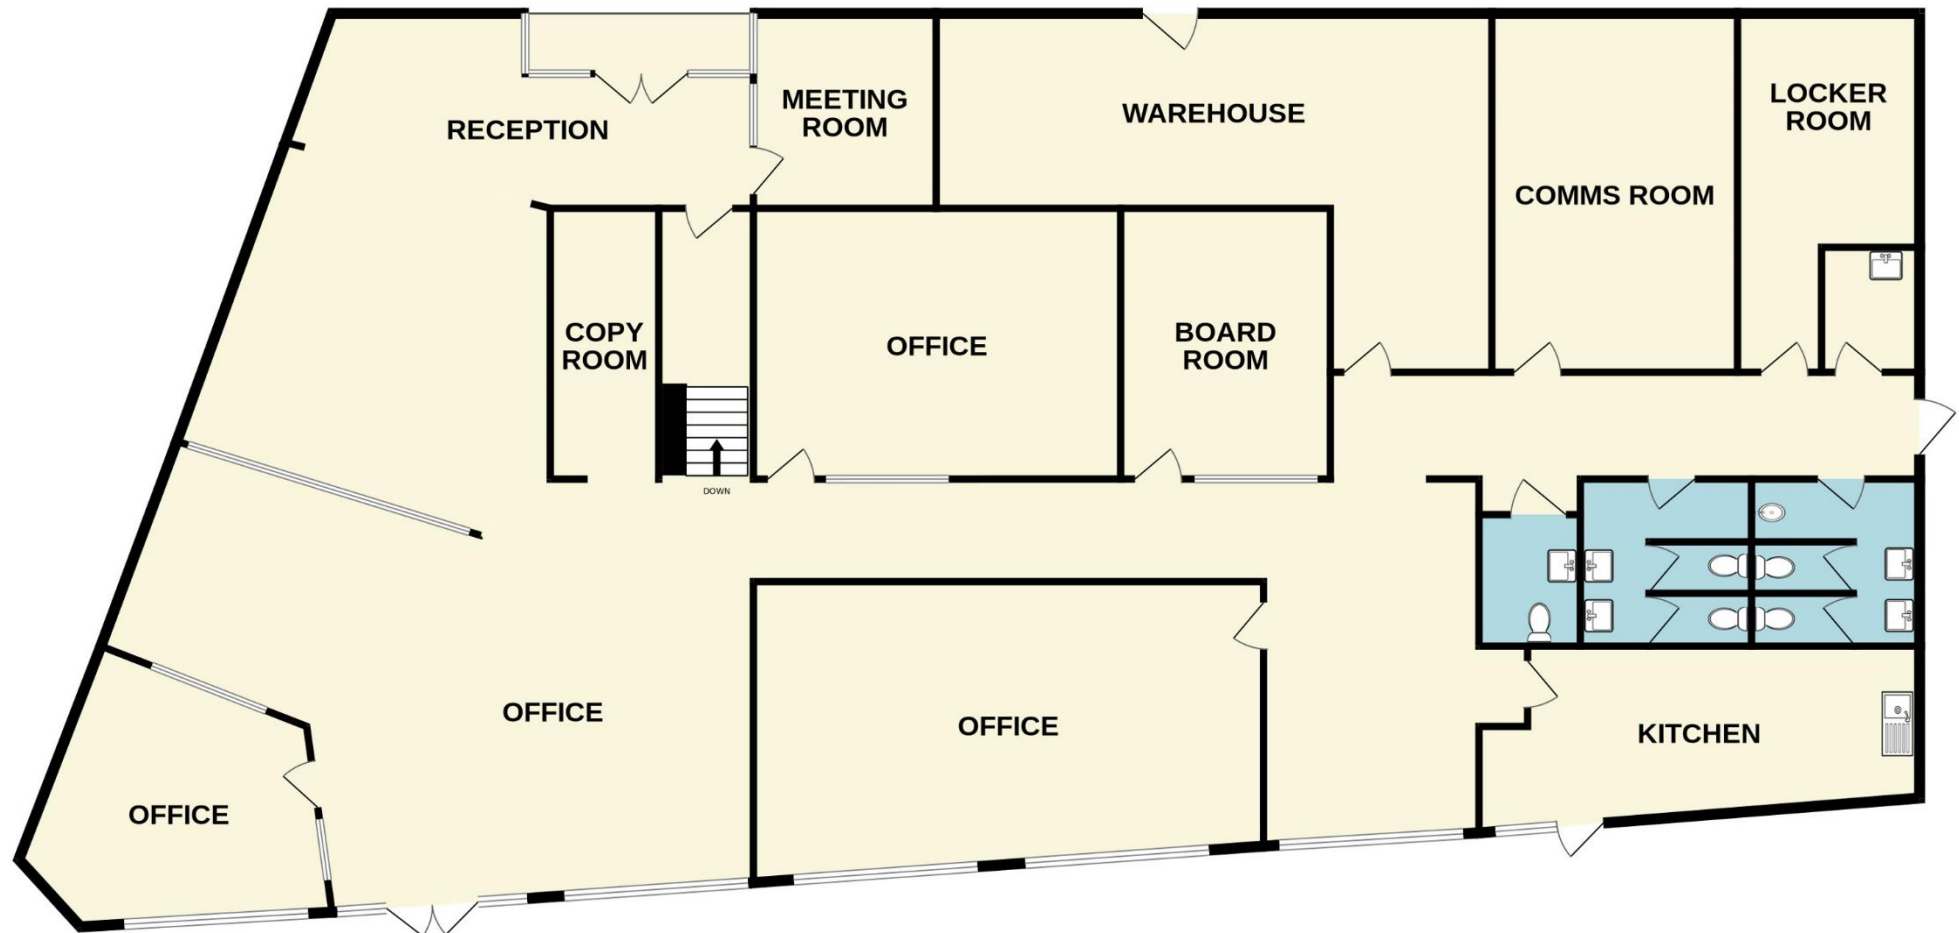 RECEPTION
MEETING
ROOM
WAREHOUSE
COMMS ROOM
LOCKER
ROOM
COPY
ROOM
DOWN
OFFICE
BOARD
ROOM
OFFICE
OFFICE
OFFICE
KITCHEN